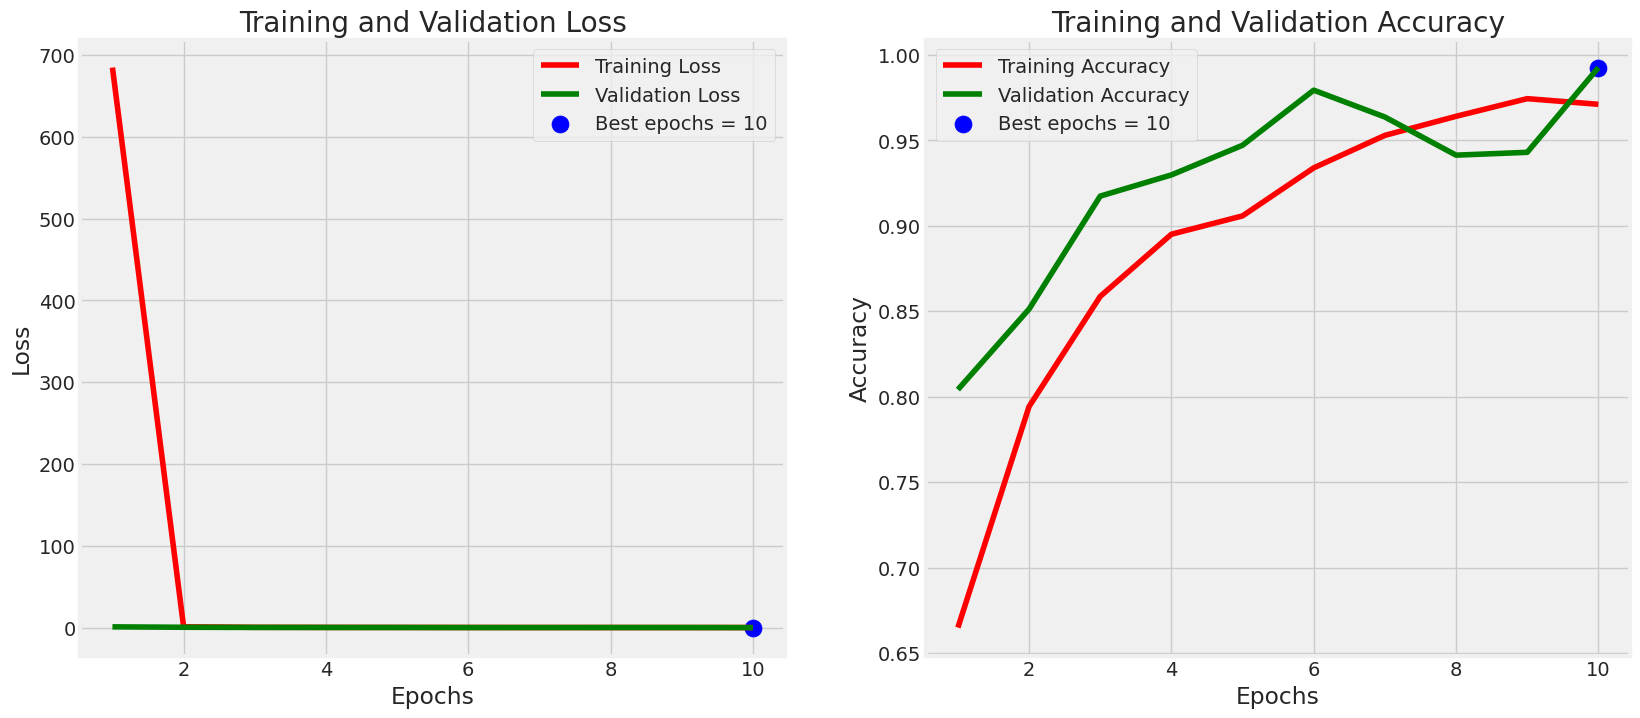 Training and Validation Loss
700
600
500
400
300
200
100
0
Loss
2
4
6
8
10
Epochs
Training Loss
Validation Loss
Best epochs = 10
Training and Validation Accuracy
1.00
0.95
0.90
0.85
0.80
0.75
0.70
0.65
Accuracy
2
4
6
8
10
Epochs
Training Accuracy
Validation Accuracy
Best epochs = 10